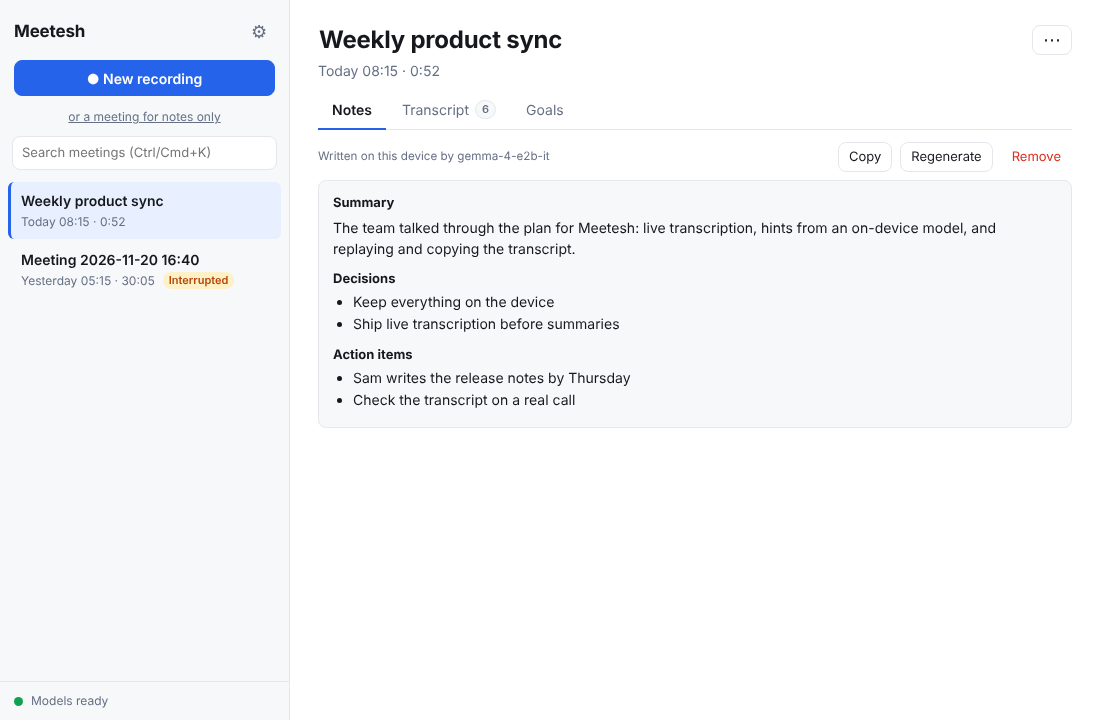 Meetesh
New recording
or a meeting for notes only
Search meetings (Ctrl/Cmd+K)
Weekly product sync
Today 08:15 · 0:52
Meeting 2026-11-20 16:40
Yesterday 05:15 · 30:05 Interrupted
Models ready
Weekly product sync
Today 08:15 · 0:52
Notes Transcript 6 Goals
Written on this device by gemma-4-e2b-it
Copy Regenerate Remove
Summary
The team talked through the plan for Meetesh: live transcription, hints from an on-device model, and
replaying and copying the transcript.
Decisions
• Keep everything on the device
• Ship live transcription before summaries
Action items
• Sam writes the release notes by Thursday
• Check the transcript on a real call